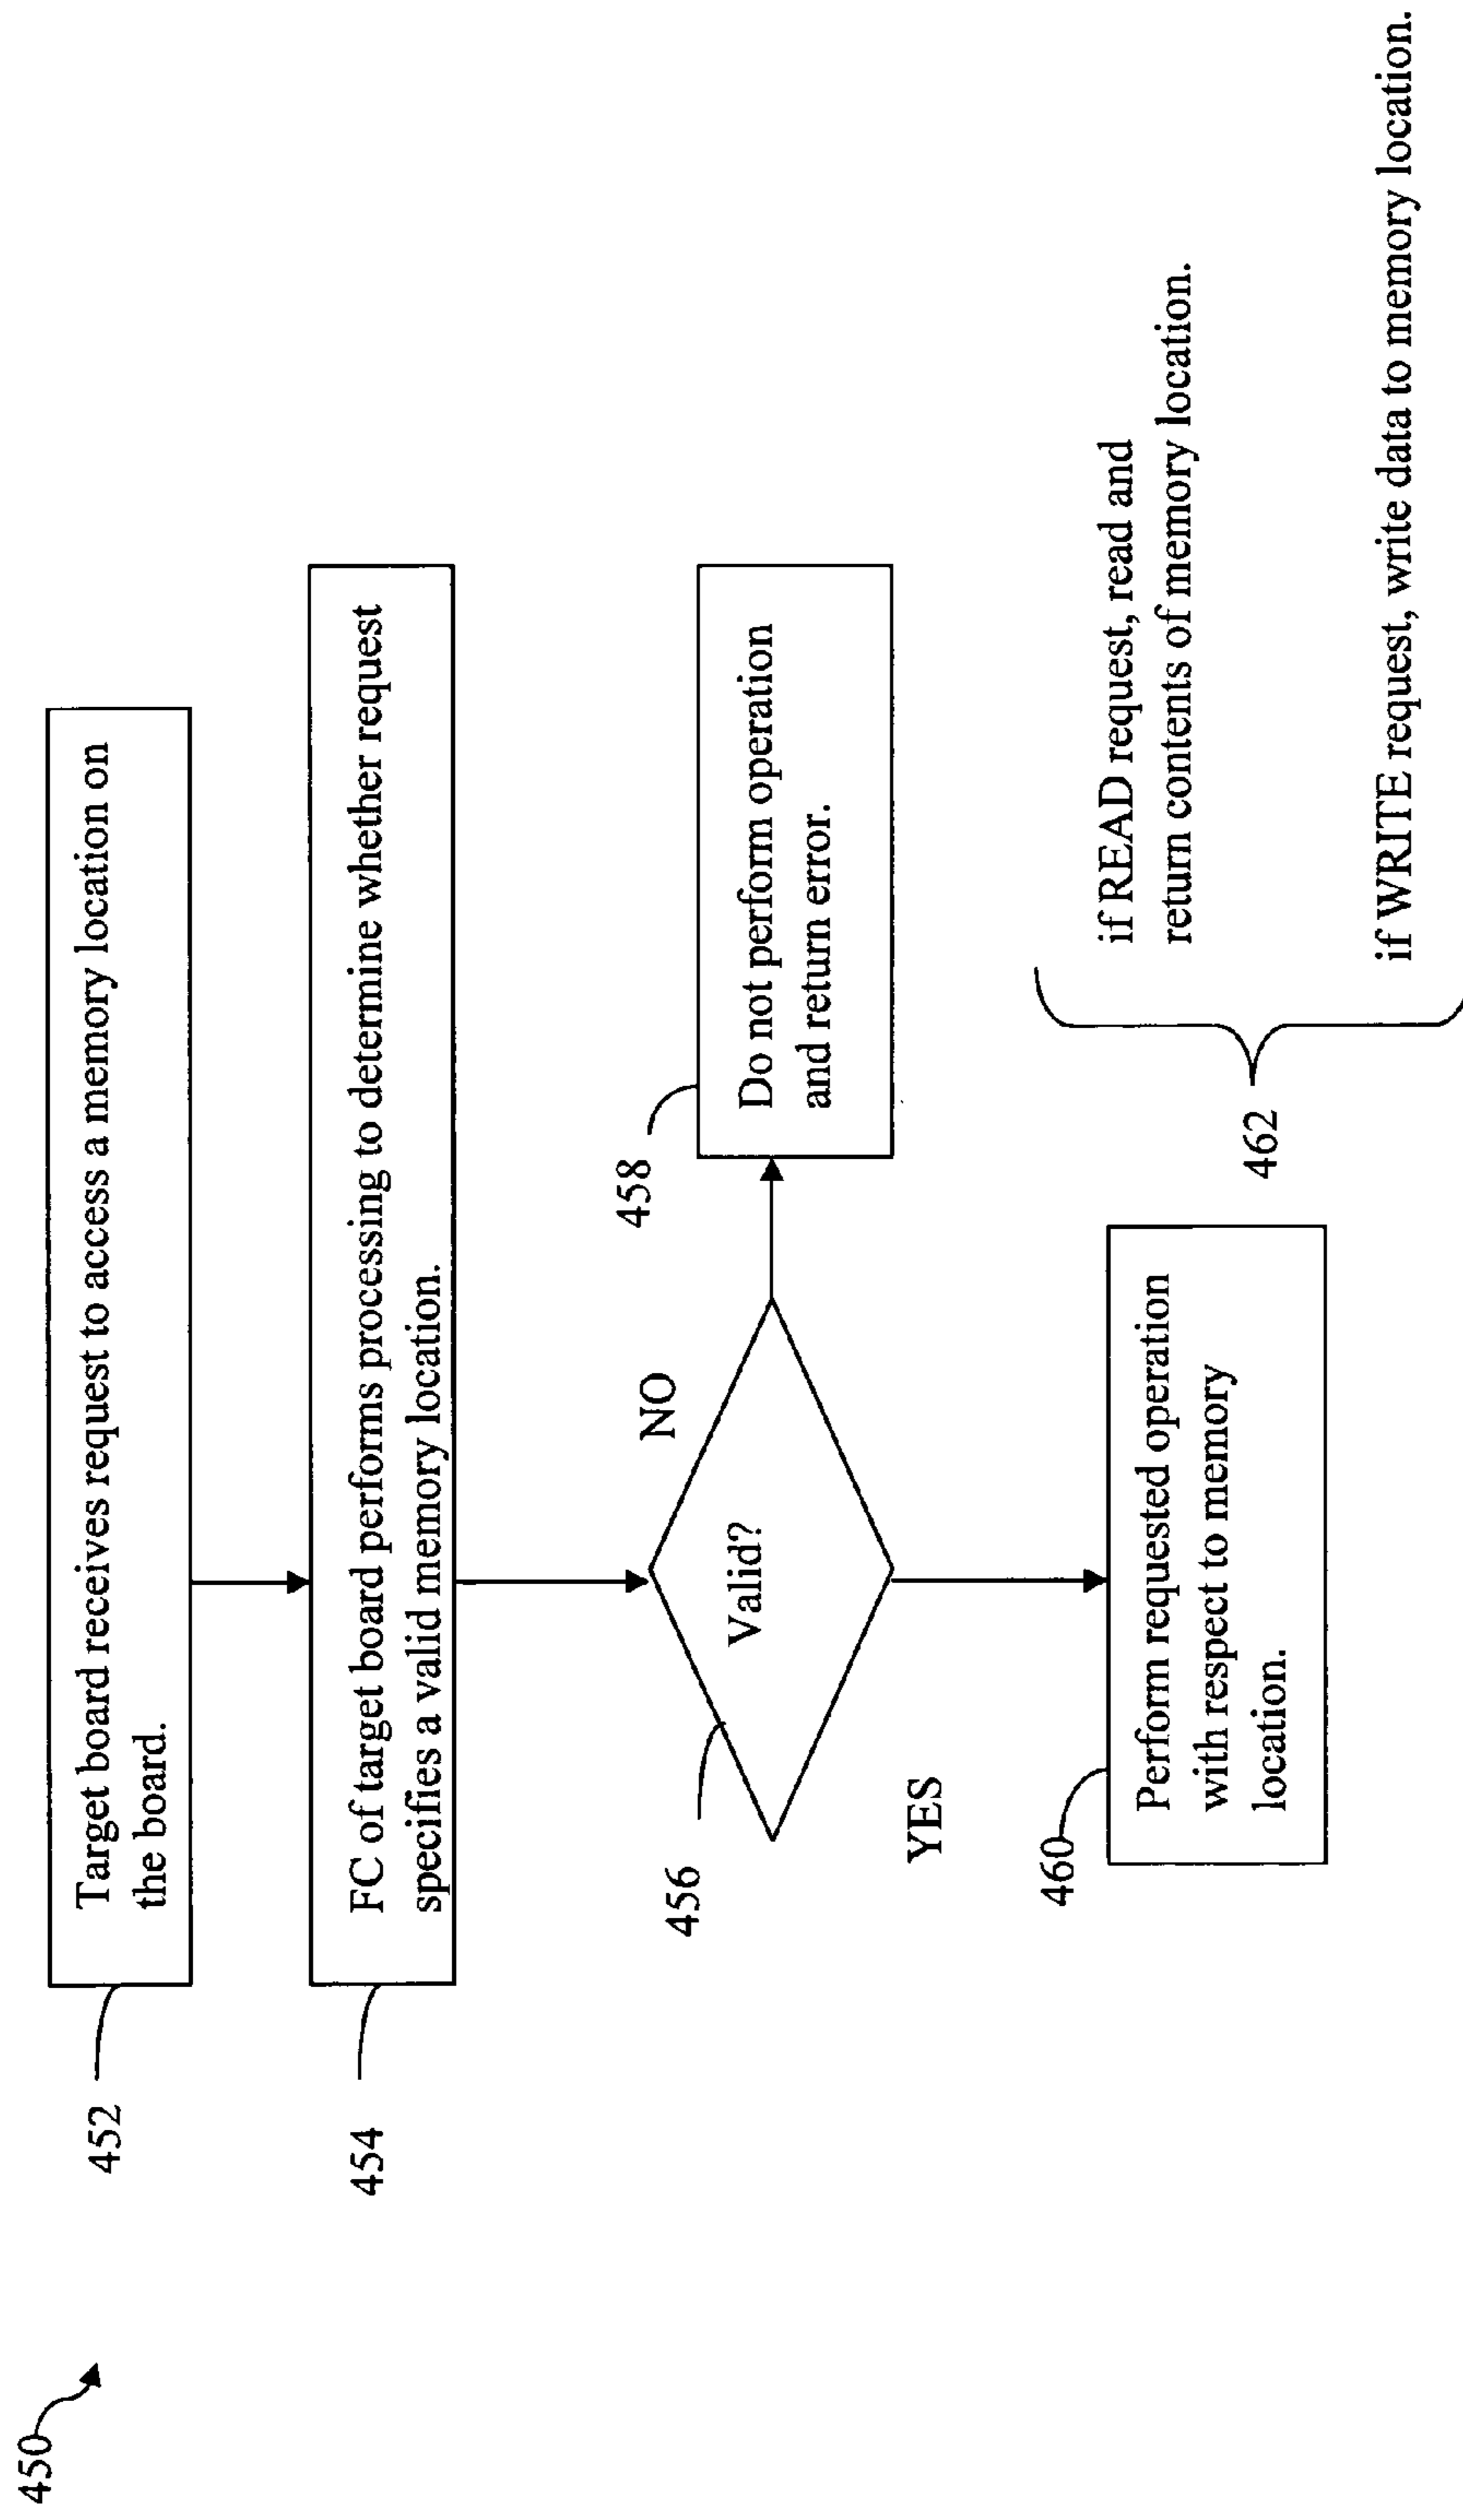 450
452
Target board receives request to access a memory location on
the board.
454
FC of target board performs processing to determine whether request
specifies a valid memory location.
456
Valid?
NO
458
Do not perform operation
and return error.
YES
460
Perform requested operation
with respect to memory
location.
462
if READ request, read and
return contents of memory location.
if WRITE request, write data to memory location.